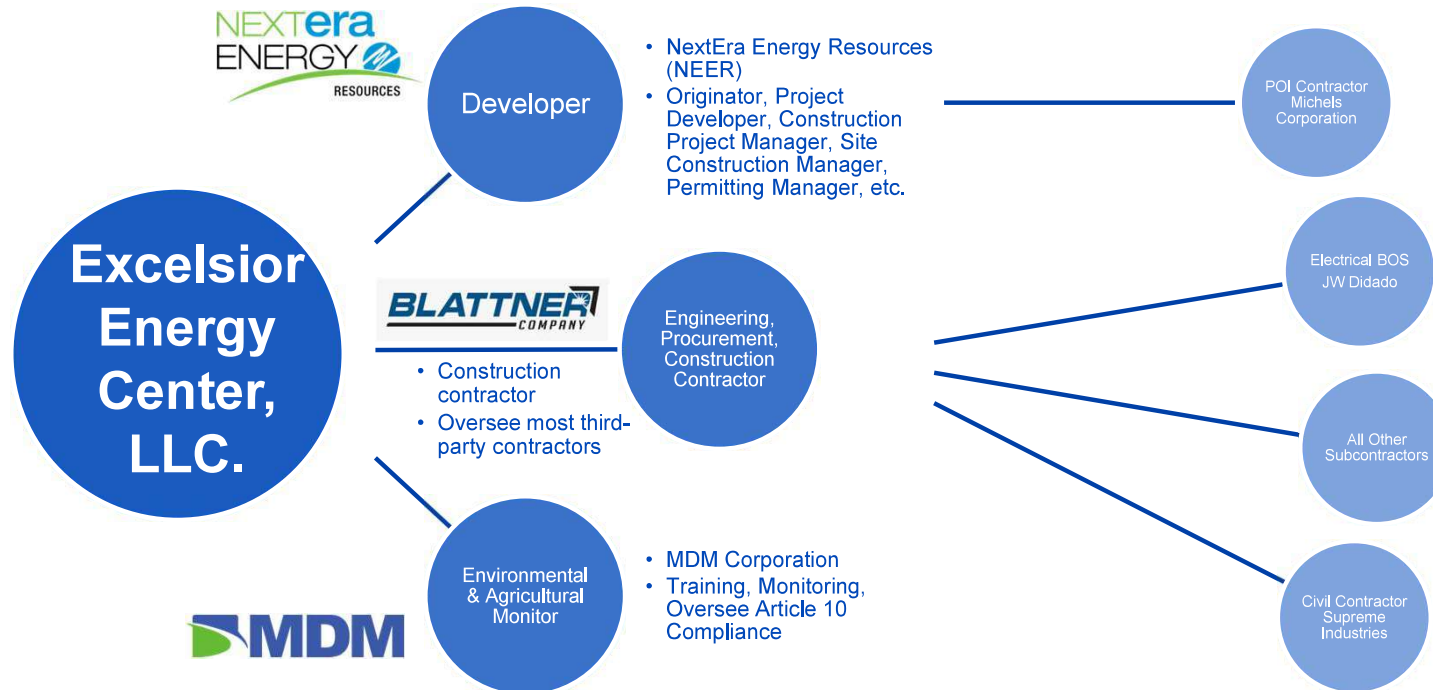 NEXTera
ENERGY
RESOURCES
Developer
• NextEra Energy Resources
(NEER)
• Originator, Project
Developer, Construction
Project Manager, Site
Construction Manager,
Permitting Manager, etc.
POI Contractor
Michels
Corporation
Excelsior
Energy
Center,
LLC.
BLATTNER
COMPANY
• Construction
contractor
• Oversee most third-
party contractors
Engineering,
Procurement,
Construction
Contractor
Electrical BOS
JW Didado
All Other
Subcontractors
Environmental
& Agricultural
Monitor
• MDM Corporation
• Training, Monitoring,
Oversee Article 10
Compliance
MDM
Civil Contractor
Supreme
Industries